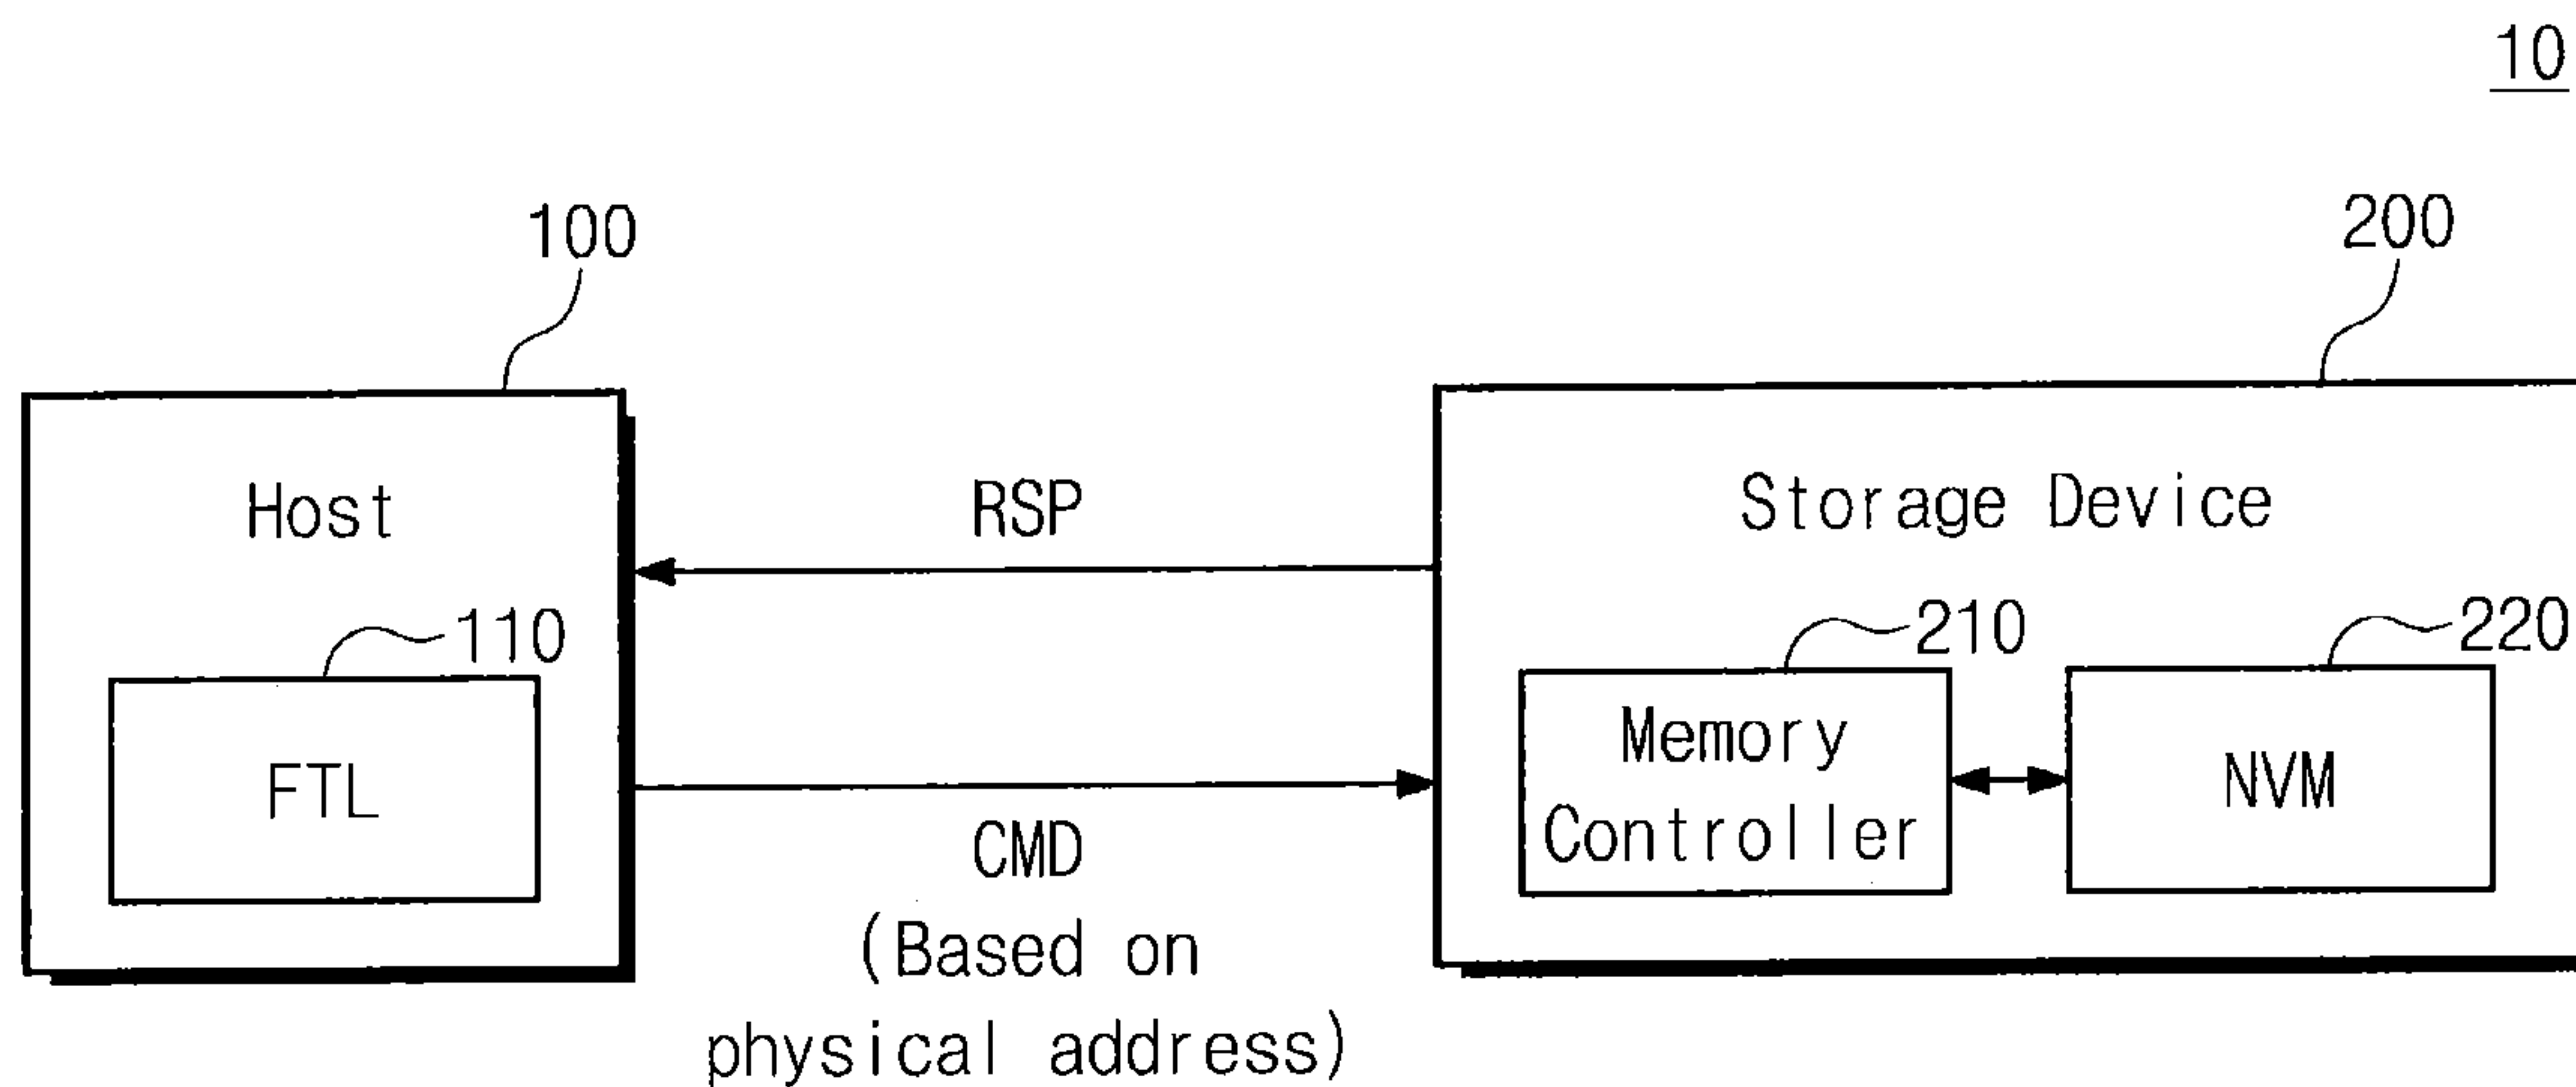 10
100
200
Host
RSP
Storage Device
110
210
220
FTL
Memory
Controller
NVM
CMD
(Based on
physical address)